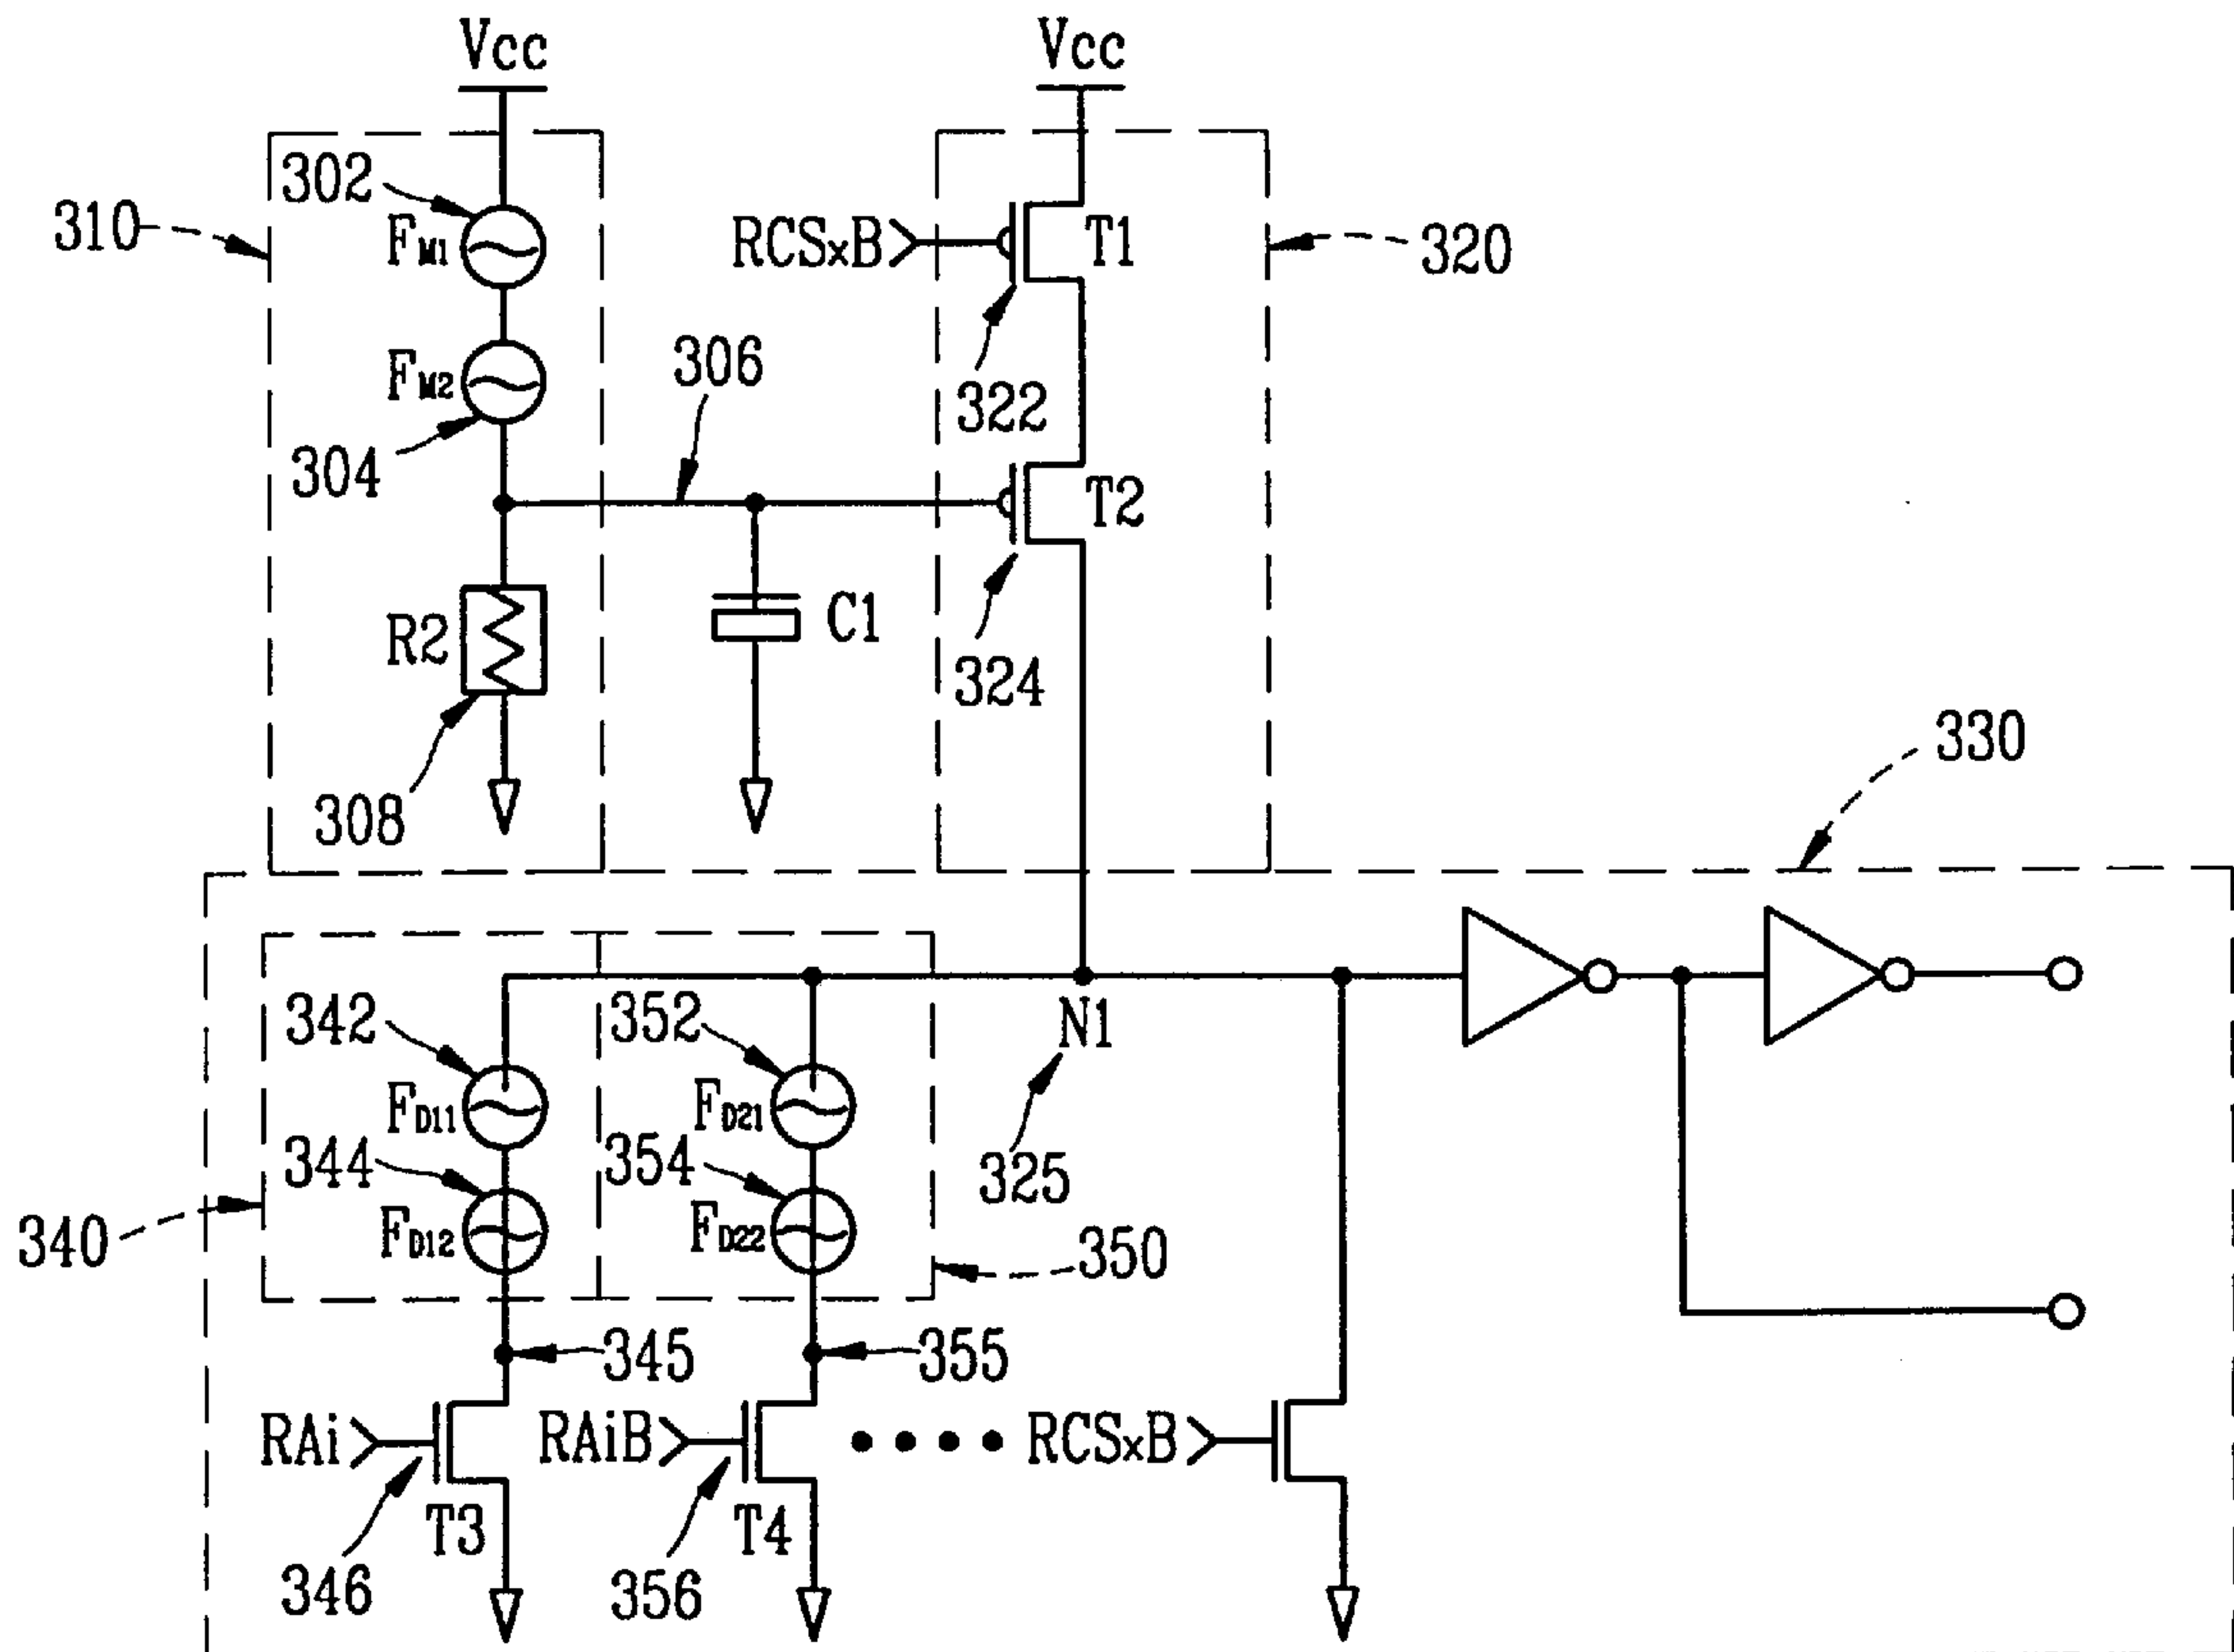 Vcc
Vcc
302
FM1
310
RCSxB
T1
320
FM2
306
322
304
T2
R2
C1
324
308
330
342
352
N1
FD11
FD21
344
354
325
FD12
FD22
340
350
345
355
RAi
RAiB
RCSxB
T3
T4
346
356